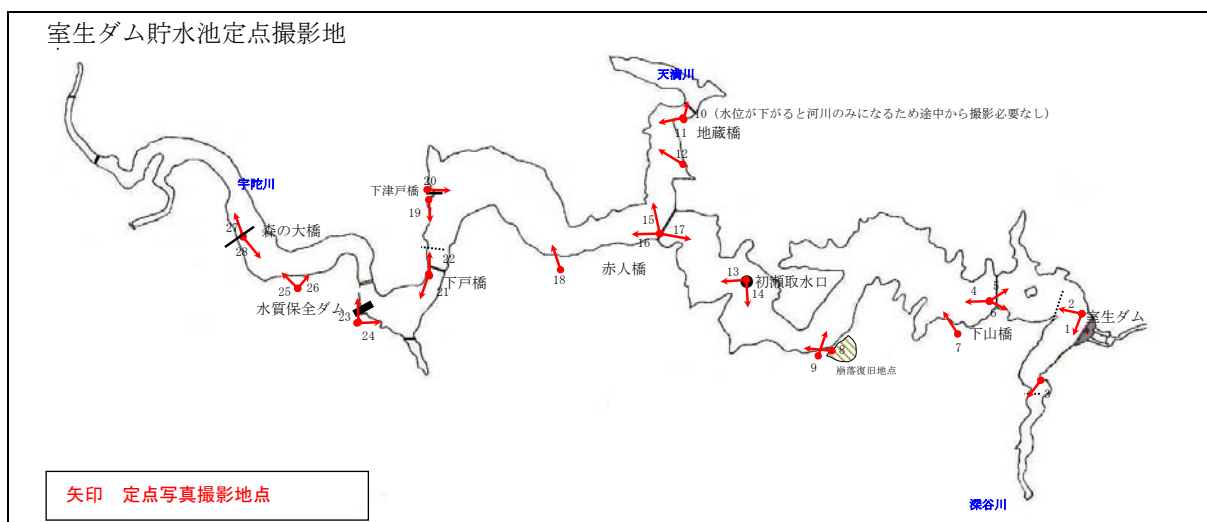 室生ダム貯水池定点撮影地
天満川
10（水位が下がると河川のみになるため途中から撮影必要なし）
11
地蔵橋
12
宇陀川
下津戸橋
20
19
27
森の大橋
28
15
17
16
赤人橋
22
下戸橋
21
18
13
初瀬取水口
14
25
26
水質保全ダム
23
24
4
5
6
下山橋
7
2
室生ダム
1
8
9
崩落復旧地点
3
深谷川
矢印　定点写真撮影地点